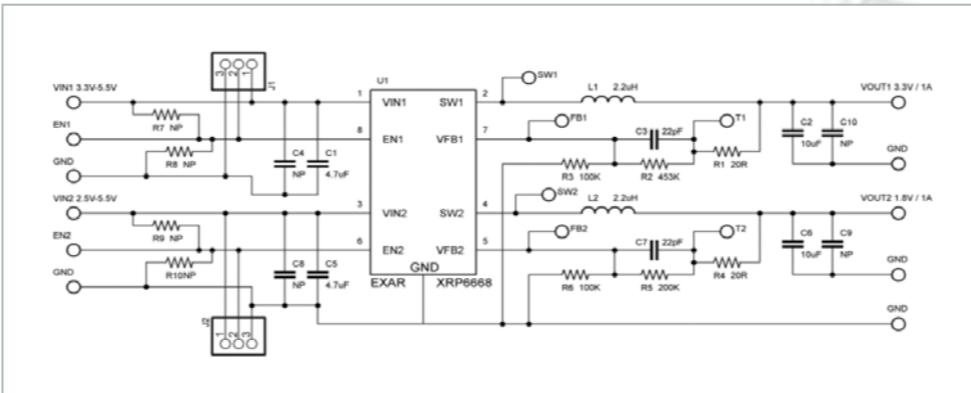 3 2 1
J1
U1
SW1
VIN1 3.3V-5.5V
L1 2.2uH
VOUT1 3.3V / 1A
1 VIN1 SW1 2
R7 NP
FB1
T1
EN1
8 EN1 VFB1 7
C3 22pF
C2 C10
R8 NP
10uF NP
C4 C1
GND
NP 4.7uF
R3 100K R2 453K R1 20R
GND
SW2
VIN2 2.5V-5.5V
L2 2.2uH
VOUT2 1.8V / 1A
3 VIN2 SW2 4
R9 NP
FB2
T2
EN2
6 EN2 VFB2 5
C7 22pF
C6 C9
R10NP
10uF NP
GND
C8 C5
GND
NP 4.7uF
EXAR XRP6668
R6 100K R5 200K R4 20R
GND
GND
J2
1 2 3